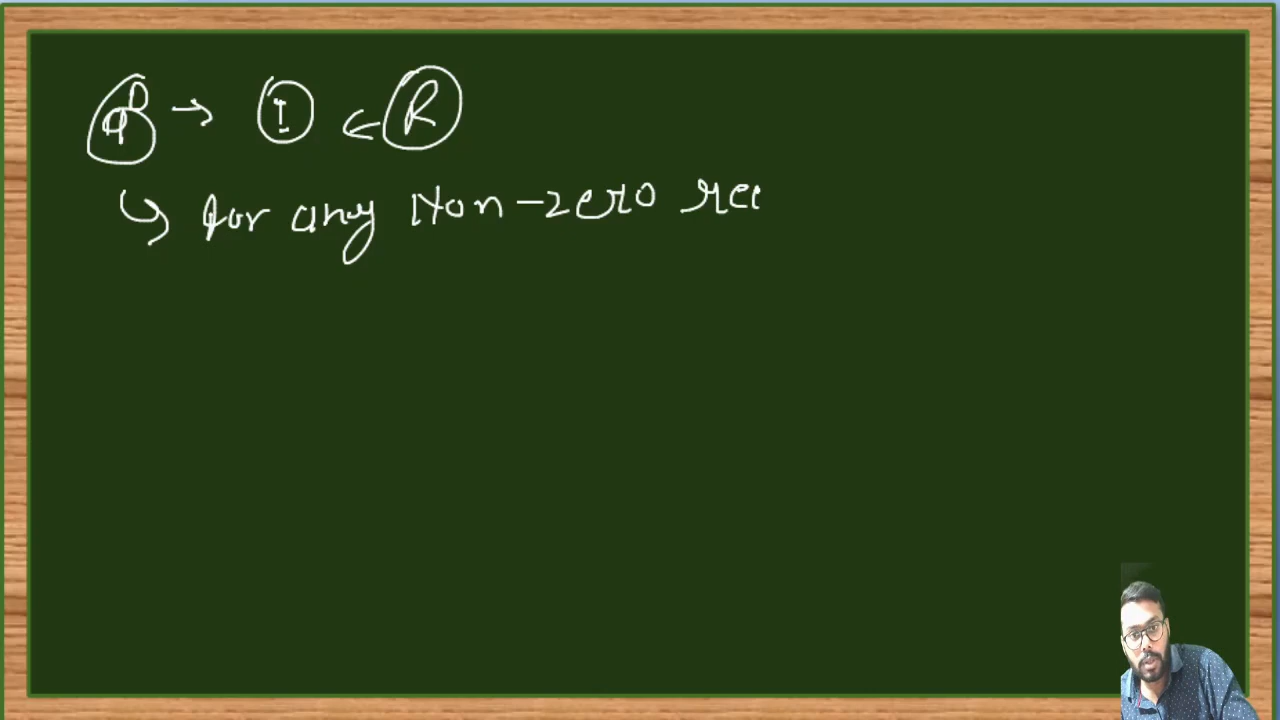 a^p → I ← R
↳ for any Non-zero rea